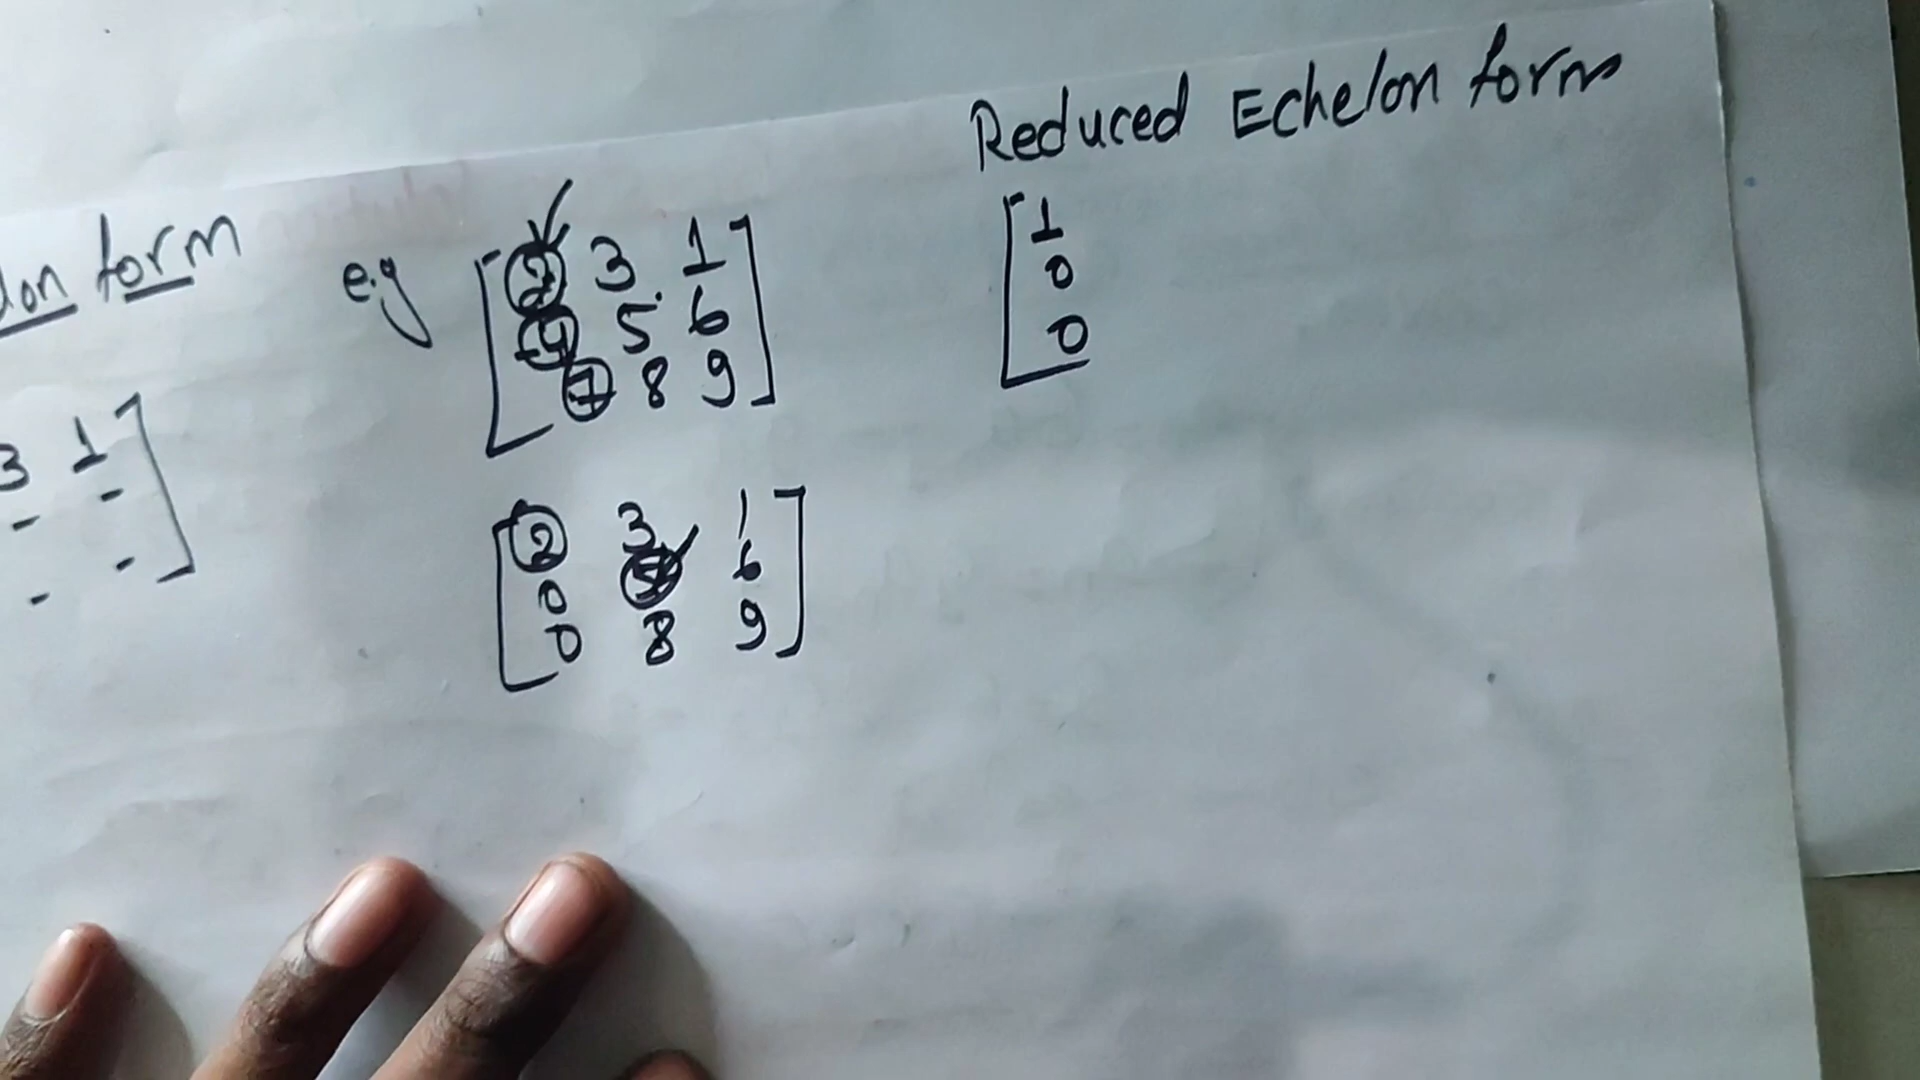 Reduced Echelon form
lon form
e.g
2 3 1
4 5 6
7 8 9
1
0
0
3 1
- -
- -
2 3 1
0 5 6
0 8 9